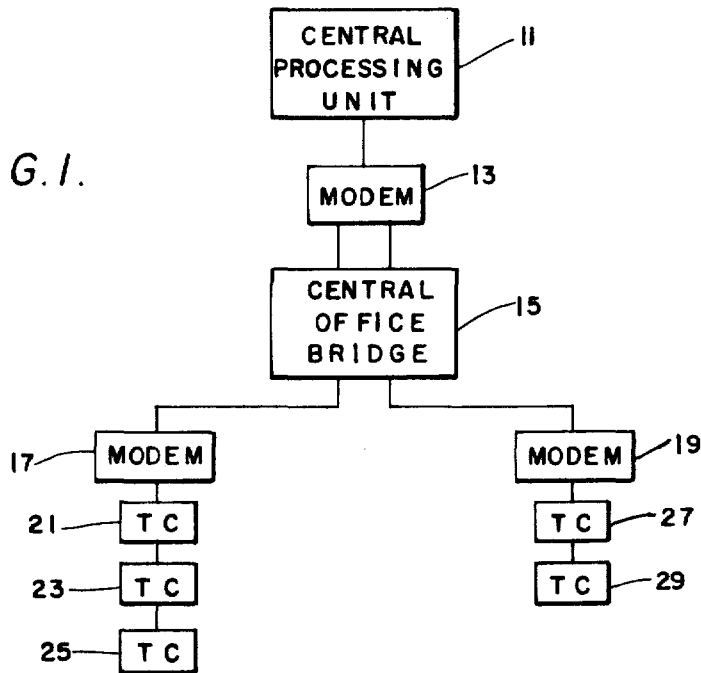 CENTRAL
PROCESSING
UNIT
11
G.1.
MODEM
13
CENTRAL
OFFICE
BRIDGE
15
17
MODEM
MODEM
19
21
TC
TC
27
23
TC
TC
29
25
TC